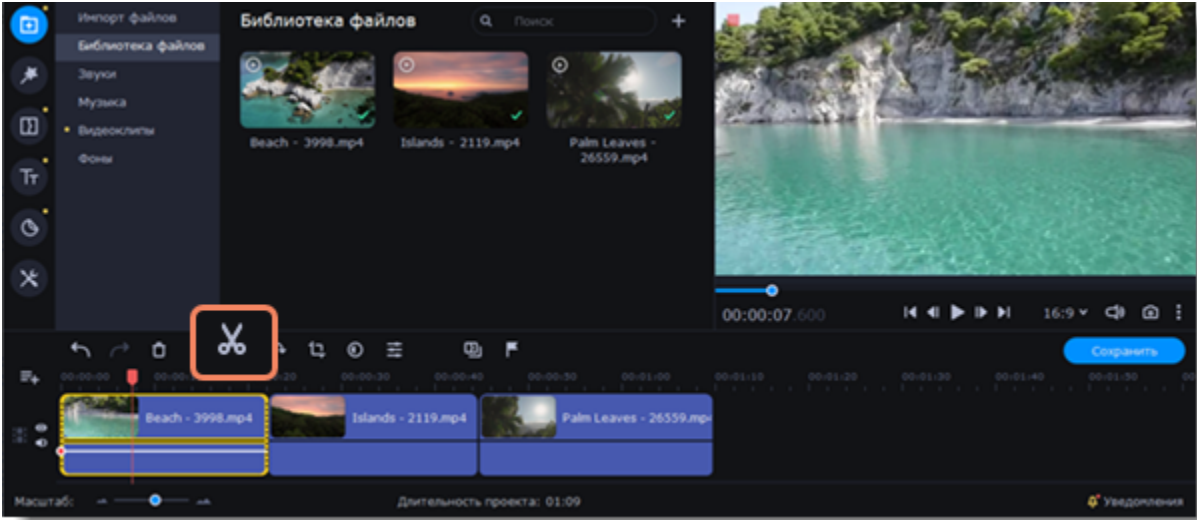 Импорт файлов
Библиотека файлов
Звуки
Музыка
Видеоклипы
Фоны
Библиотека файлов
Поиск
Beach - 3998.mp4
Islands - 2119.mp4
Palm Leaves -
26559.mp4
Тт
00:00:07.600
16:9
Сохранить
00:00:00
00:00:30
00:00:40
00:00:50
00:01:00
00:01:10
00:01:20
00:01:30
00:01:40
00:01:50
Beach - 3998.mp4
Islands - 2119.mp4
Palm Leaves - 26559.mp
Масштаб:
Длительность проекта: 01:09
Уведомления